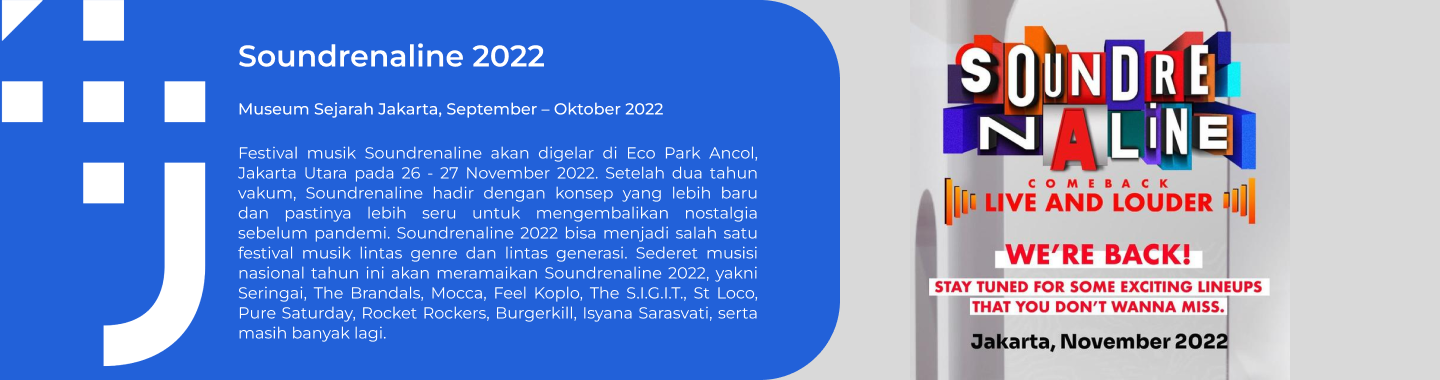 Soundrenaline 2022
Museum Sejarah Jakarta, September – Oktober 2022
Festival musik Soundrenaline akan digelar di Eco Park Ancol,
Jakarta Utara pada 26 - 27 November 2022. Setelah dua tahun
vakum, Soundrenaline hadir dengan konsep yang lebih baru
dan pastinya lebih seru untuk mengembalikan nostalgia
sebelum pandemi. Soundrenaline 2022 bisa menjadi salah satu
festival musik lintas genre dan lintas generasi. Sederet musisi
nasional tahun ini akan meramaikan Soundrenaline 2022, yakni
Seringai, The Brandals, Mocca, Feel Koplo, The S.I.G.I.T., St Loco,
Pure Saturday, Rocket Rockers, Burgerkill, Isyana Sarasvati, serta
masih banyak lagi.
SOUNDRE
NALiNE
COMEBACK
LIVE AND LOUDER
WE'RE BACK!
STAY TUNED FOR SOME EXCITING LINEUPS
THAT YOU DON'T WANNA MISS.
Jakarta, November 2022